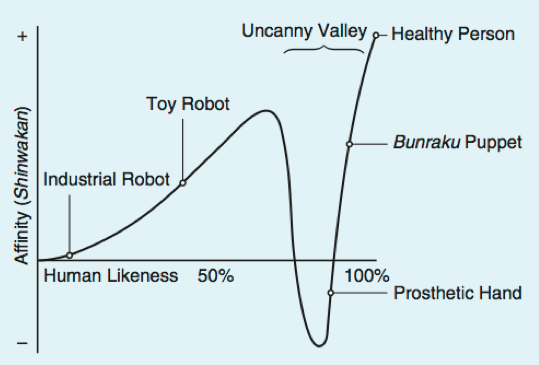 +
Uncanny Valley
Healthy Person
Toy Robot
Bunraku Puppet
Industrial Robot
Affinity (Shinwakan)
Human Likeness 50% 100%
Prosthetic Hand
–